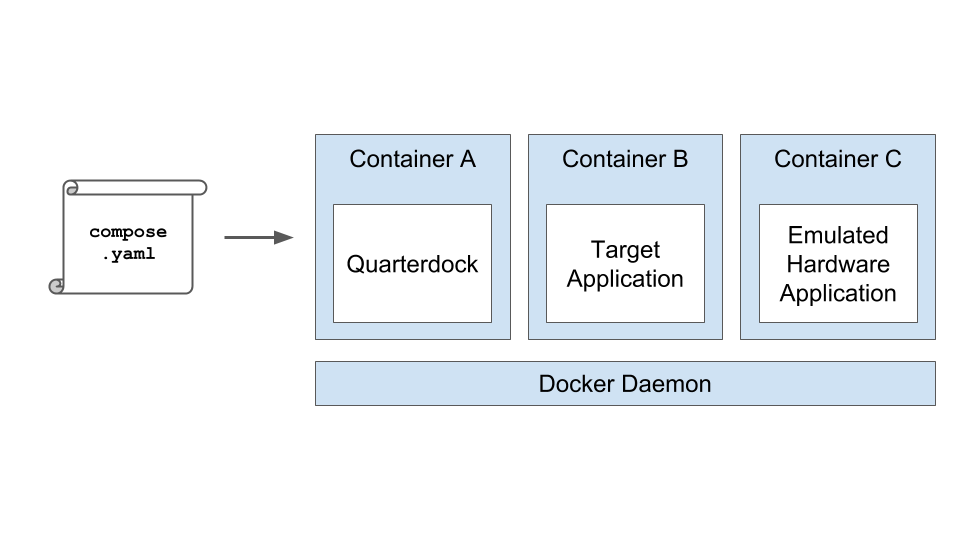 compose
.yaml
Container A
Quarterdock
Container B
Target
Application
Container C
Emulated
Hardware
Application
Docker Daemon